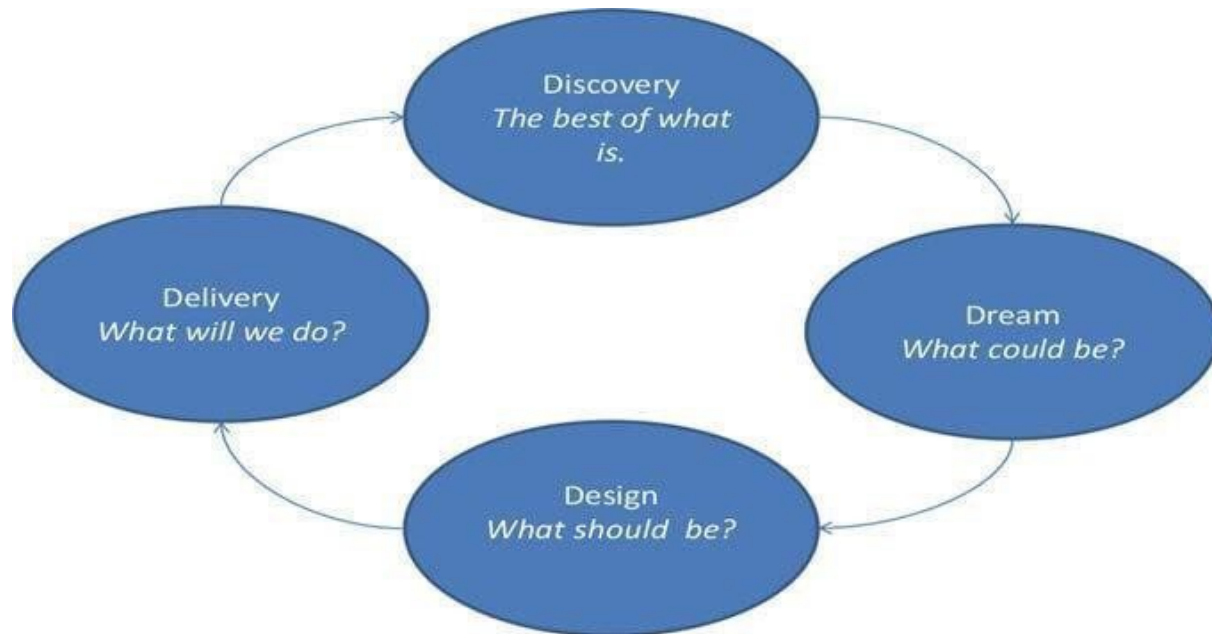 Discovery
The best of what
is.
Dream
What could be?
Design
What should  be?
Delivery
What will we do?